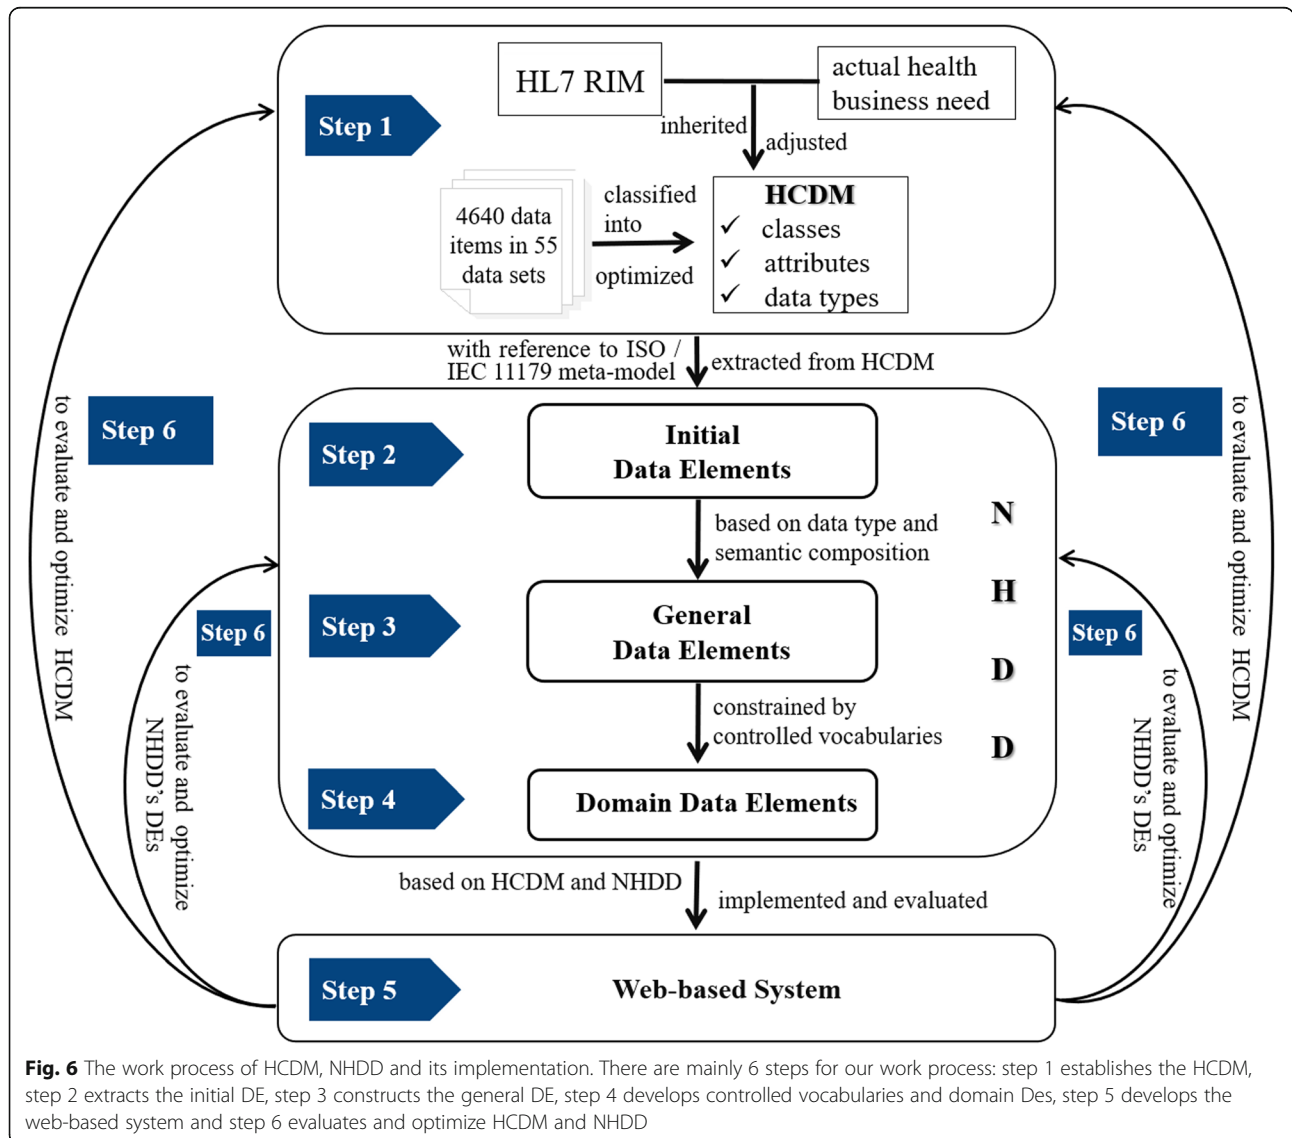 HL7 RIM
actual health
business need
Step 1
inherited
adjusted
4640 data
items in 55
data sets
classified
into
optimized
HCDM
✓ classes
✓ attributes
✓ data types
with reference to ISO /
IEC 11179 meta-model
extracted from HCDM
Step 6
to evaluate and optimize HCDM
Step 6
to evaluate and optimize HCDM
Step 2
Initial
Data Elements
based on data type and
semantic composition
N
H
D
D
Step 3
General
Data Elements
Step 6
to evaluate and optimize
NHDD's DEs
Step 6
to evaluate and optimize
NHDD's DEs
constrained by
controlled vocabularies
Step 4
Domain Data Elements
based on HCDM and NHDD
implemented and evaluated
Step 5
Web-based System
Fig. 6 The work process of HCDM, NHDD and its implementation. There are mainly 6 steps for our work process: step 1 establishes the HCDM,
step 2 extracts the initial DE, step 3 constructs the general DE, step 4 develops controlled vocabularies and domain Des, step 5 develops the
web-based system and step 6 evaluates and optimize HCDM and NHDD